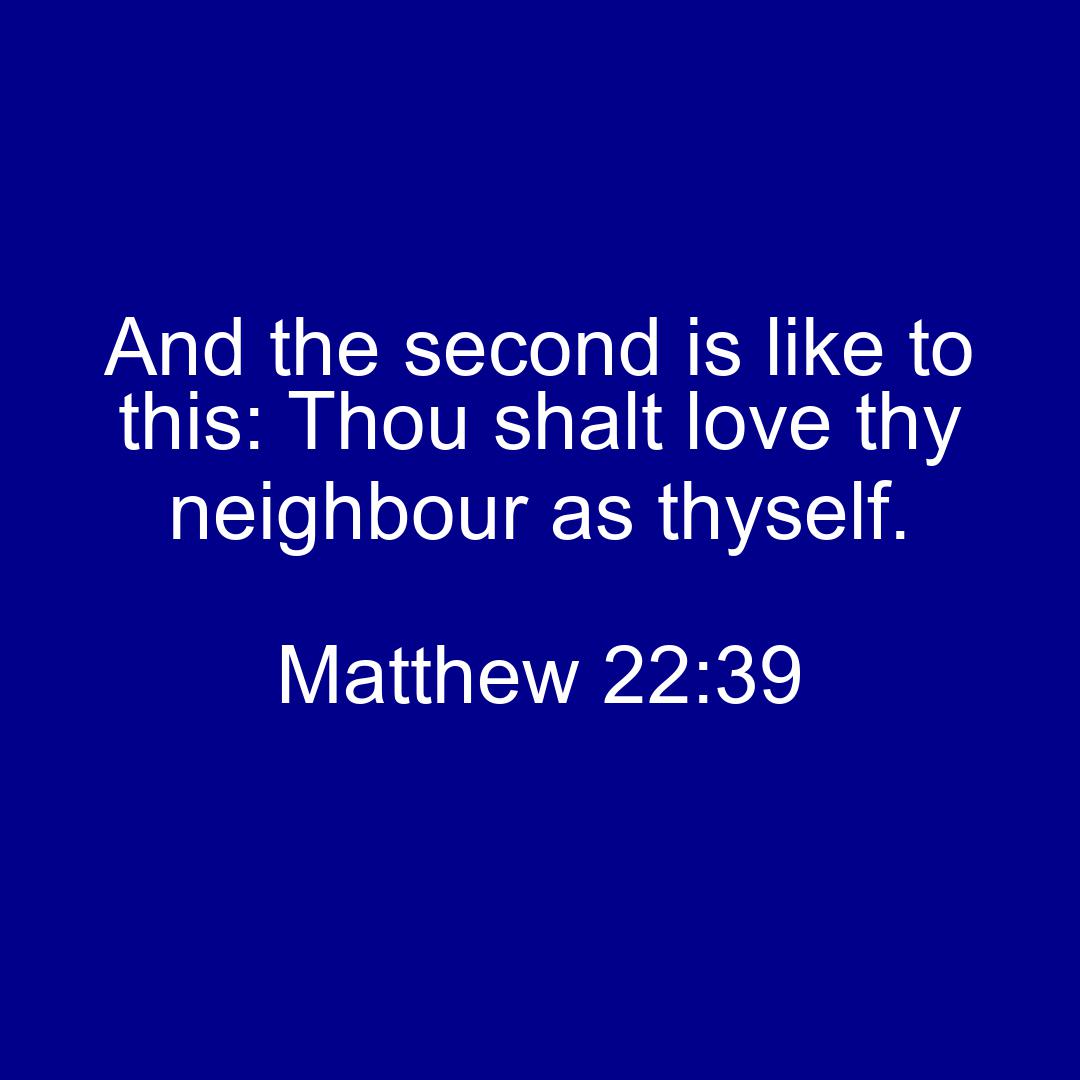 And the second is like to
this: Thou shalt love thy
neighbour as thyself.
Matthew 22:39